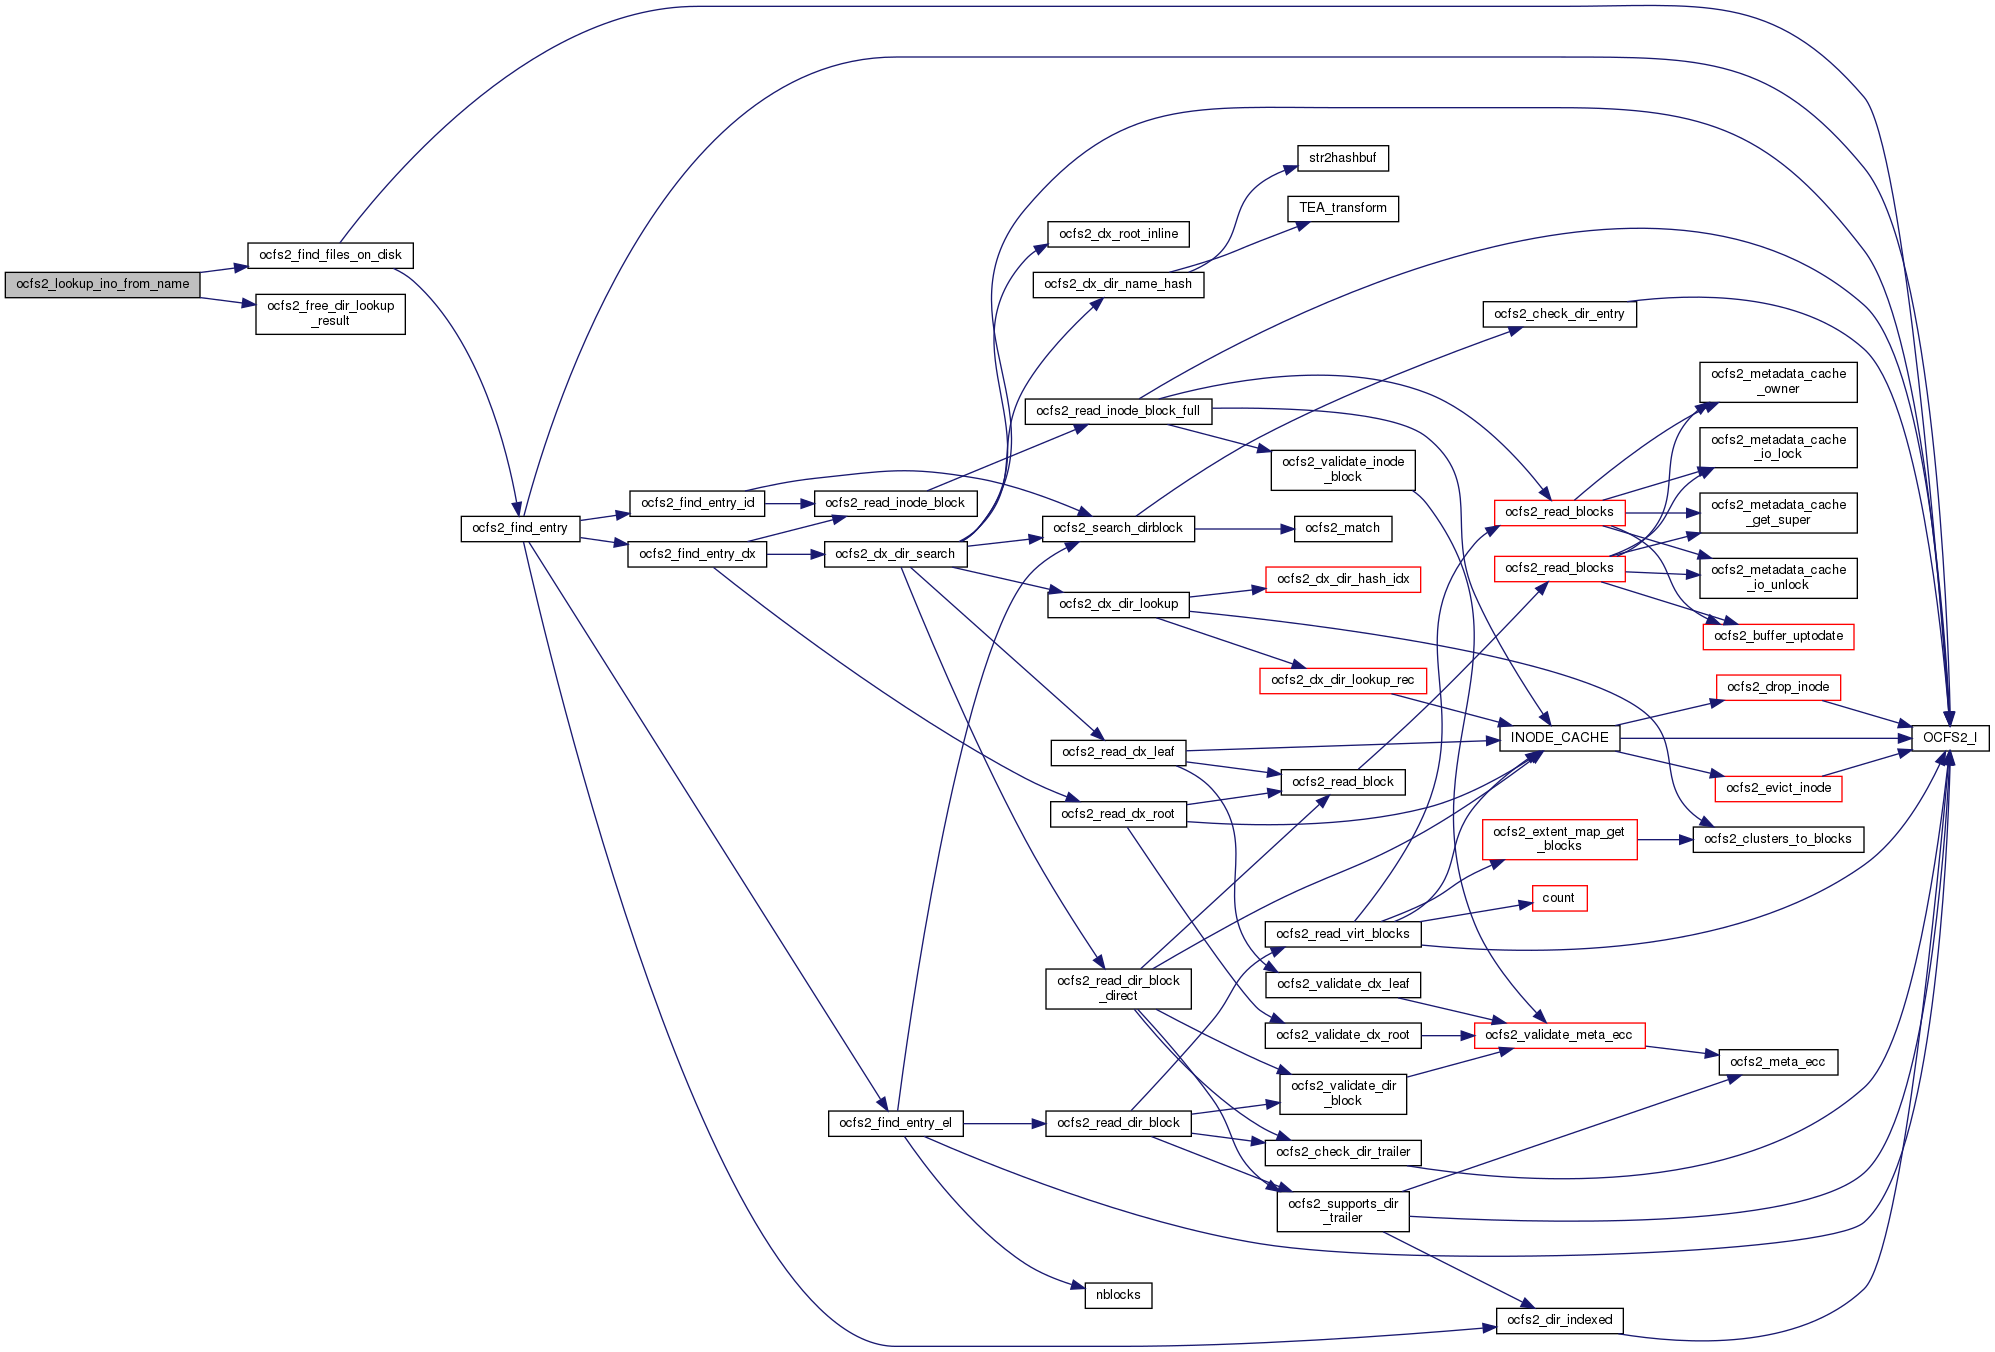 ocfs2_lookup_ino_from_name
ocfs2_find_files_on_disk
ocfs2_free_dir_lookup
_result
ocfs2_find_entry
ocfs2_find_entry_id
ocfs2_find_entry_dx
ocfs2_read_inode_block
ocfs2_dx_dir_search
ocfs2_find_entry_el
ocfs2_dx_root_inline
ocfs2_dx_dir_name_hash
ocfs2_read_inode_block_full
ocfs2_search_dirblock
ocfs2_dx_dir_lookup
ocfs2_read_dx_leaf
ocfs2_read_dx_root
ocfs2_read_dir_block
_direct
ocfs2_read_dir_block
nblocks
str2hashbuf
TEA_transform
ocfs2_validate_inode
_block
ocfs2_match
ocfs2_dx_dir_hash_idx
ocfs2_dx_dir_lookup_rec
ocfs2_read_block
ocfs2_read_virt_blocks
ocfs2_validate_dx_leaf
ocfs2_validate_dx_root
ocfs2_validate_dir
_block
ocfs2_check_dir_trailer
ocfs2_supports_dir
_trailer
ocfs2_check_dir_entry
ocfs2_read_blocks
ocfs2_read_blocks
INODE_CACHE
ocfs2_extent_map_get
_blocks
count
ocfs2_validate_meta_ecc
ocfs2_dir_indexed
ocfs2_metadata_cache
_owner
ocfs2_metadata_cache
_io_lock
ocfs2_metadata_cache
_get_super
ocfs2_metadata_cache
_io_unlock
ocfs2_buffer_uptodate
ocfs2_drop_inode
ocfs2_evict_inode
ocfs2_clusters_to_blocks
ocfs2_meta_ecc
OCFS2_I